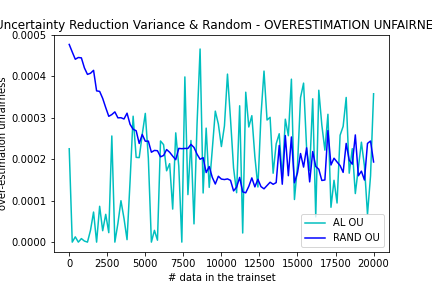 Uncertainty Reduction Variance & Random - OVERESTIMATION UNFAIRNE
over-estimation unfairness
0.0005
0.0004
0.0003
0.0002
0.0001
0.0000
0 2500 5000 7500 10000 12500 15000 17500 20000
# data in the trainset
AL OU
RAND OU